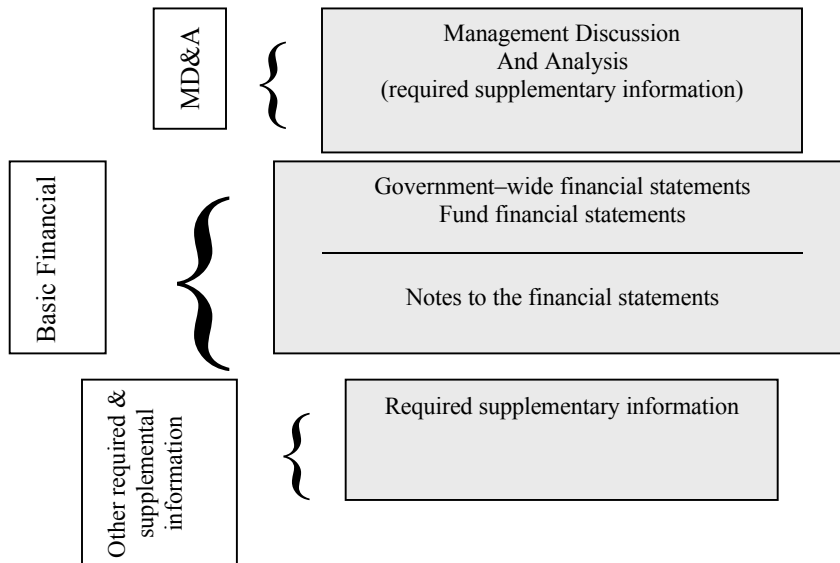 MD&A
Management Discussion
And Analysis
(required supplementary information)
Basic Financial
Government–wide financial statements
Fund financial statements
Notes to the financial statements
Other required &
supplemental
information
Required supplementary information